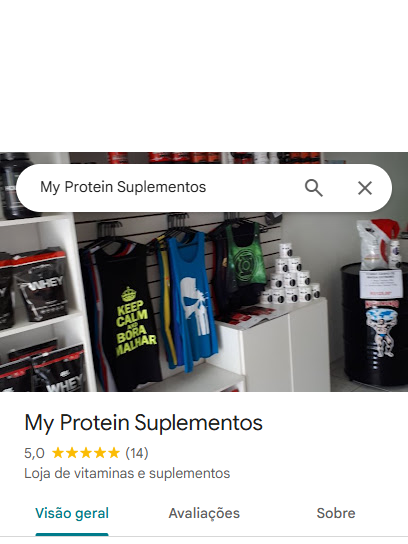 My Protein Suplementos
WHEY
KEEP
CALM
AND
BORA
MALHAR
WHEY
My Protein Suplementos
5,0 (14)
Loja de vitaminas e suplementos
Visão geral Avaliações Sobre